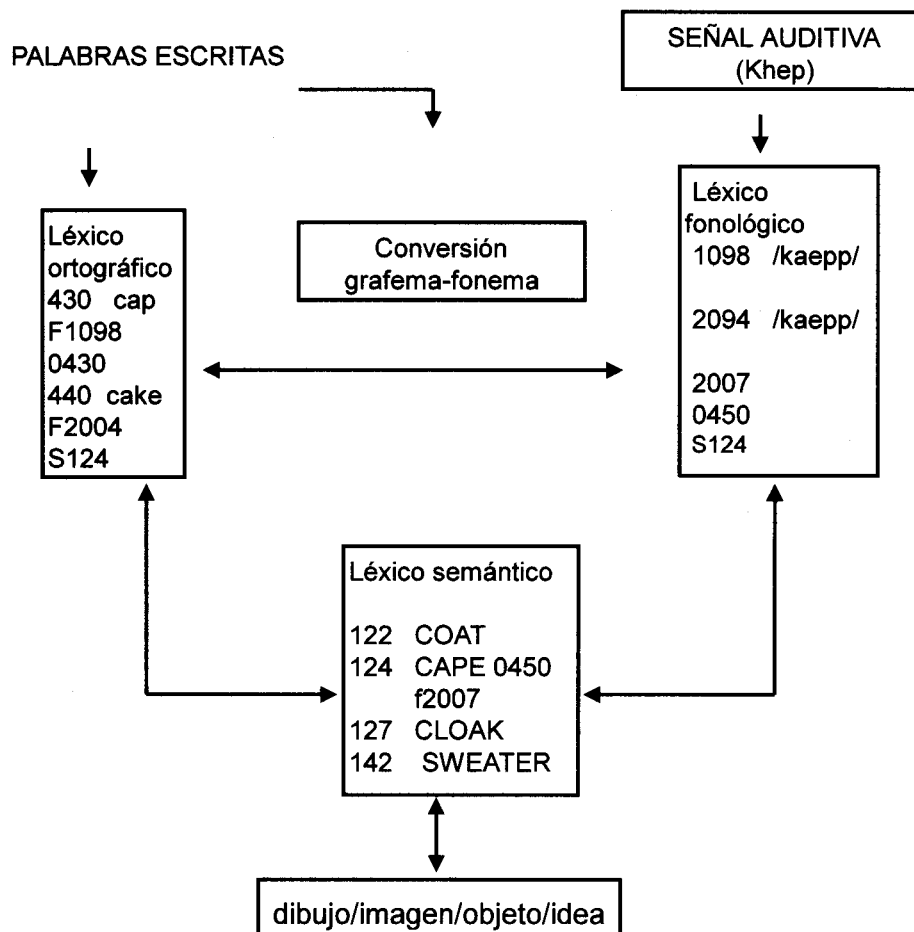 PALABRAS ESCRITAS
SEÑAL AUDITIVA
(Khep)
Léxico
ortográfico
430 cap
F1098
0430
440 cake
F2004
S124
Conversión
grafema-fonema
Léxico
fonológico
1098 /kaepp/
2094 /kaepp/
2007
0450
S124
Léxico semántico
122 COAT
124 CAPE 0450
f2007
127 CLOAK
142 SWEATER
dibujo/imagen/objeto/idea